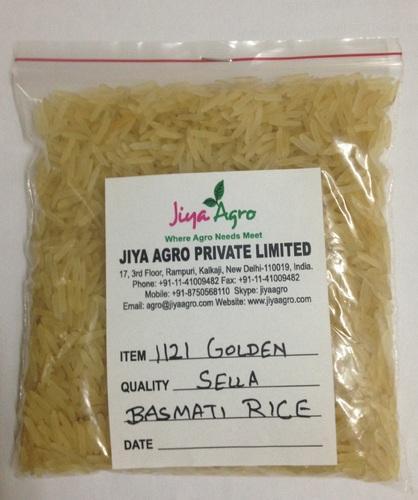 Jiya Agro
Where Agro Needs Meet
JIYA AGRO PRIVATE LIMITED
17, 3rd Floor, Rampuri, Kalkaji, New Delhi-110019, India.
Phone: +91-11-41009482 Fax: +91-11-41009482
Mobile: +91-8750568110 Skype: jiyaagro
Email: agro@jiyaagro.com Website: www.jiyaagro.com
ITEM 1121 GOLDEN
QUALITY SELLA
BASMATI RICE
DATE